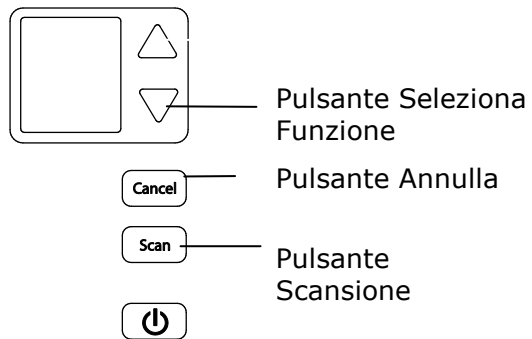 Pulsante Seleziona
Funzione
Cancel
Pulsante Annulla
Scan
Pulsante
Scansione